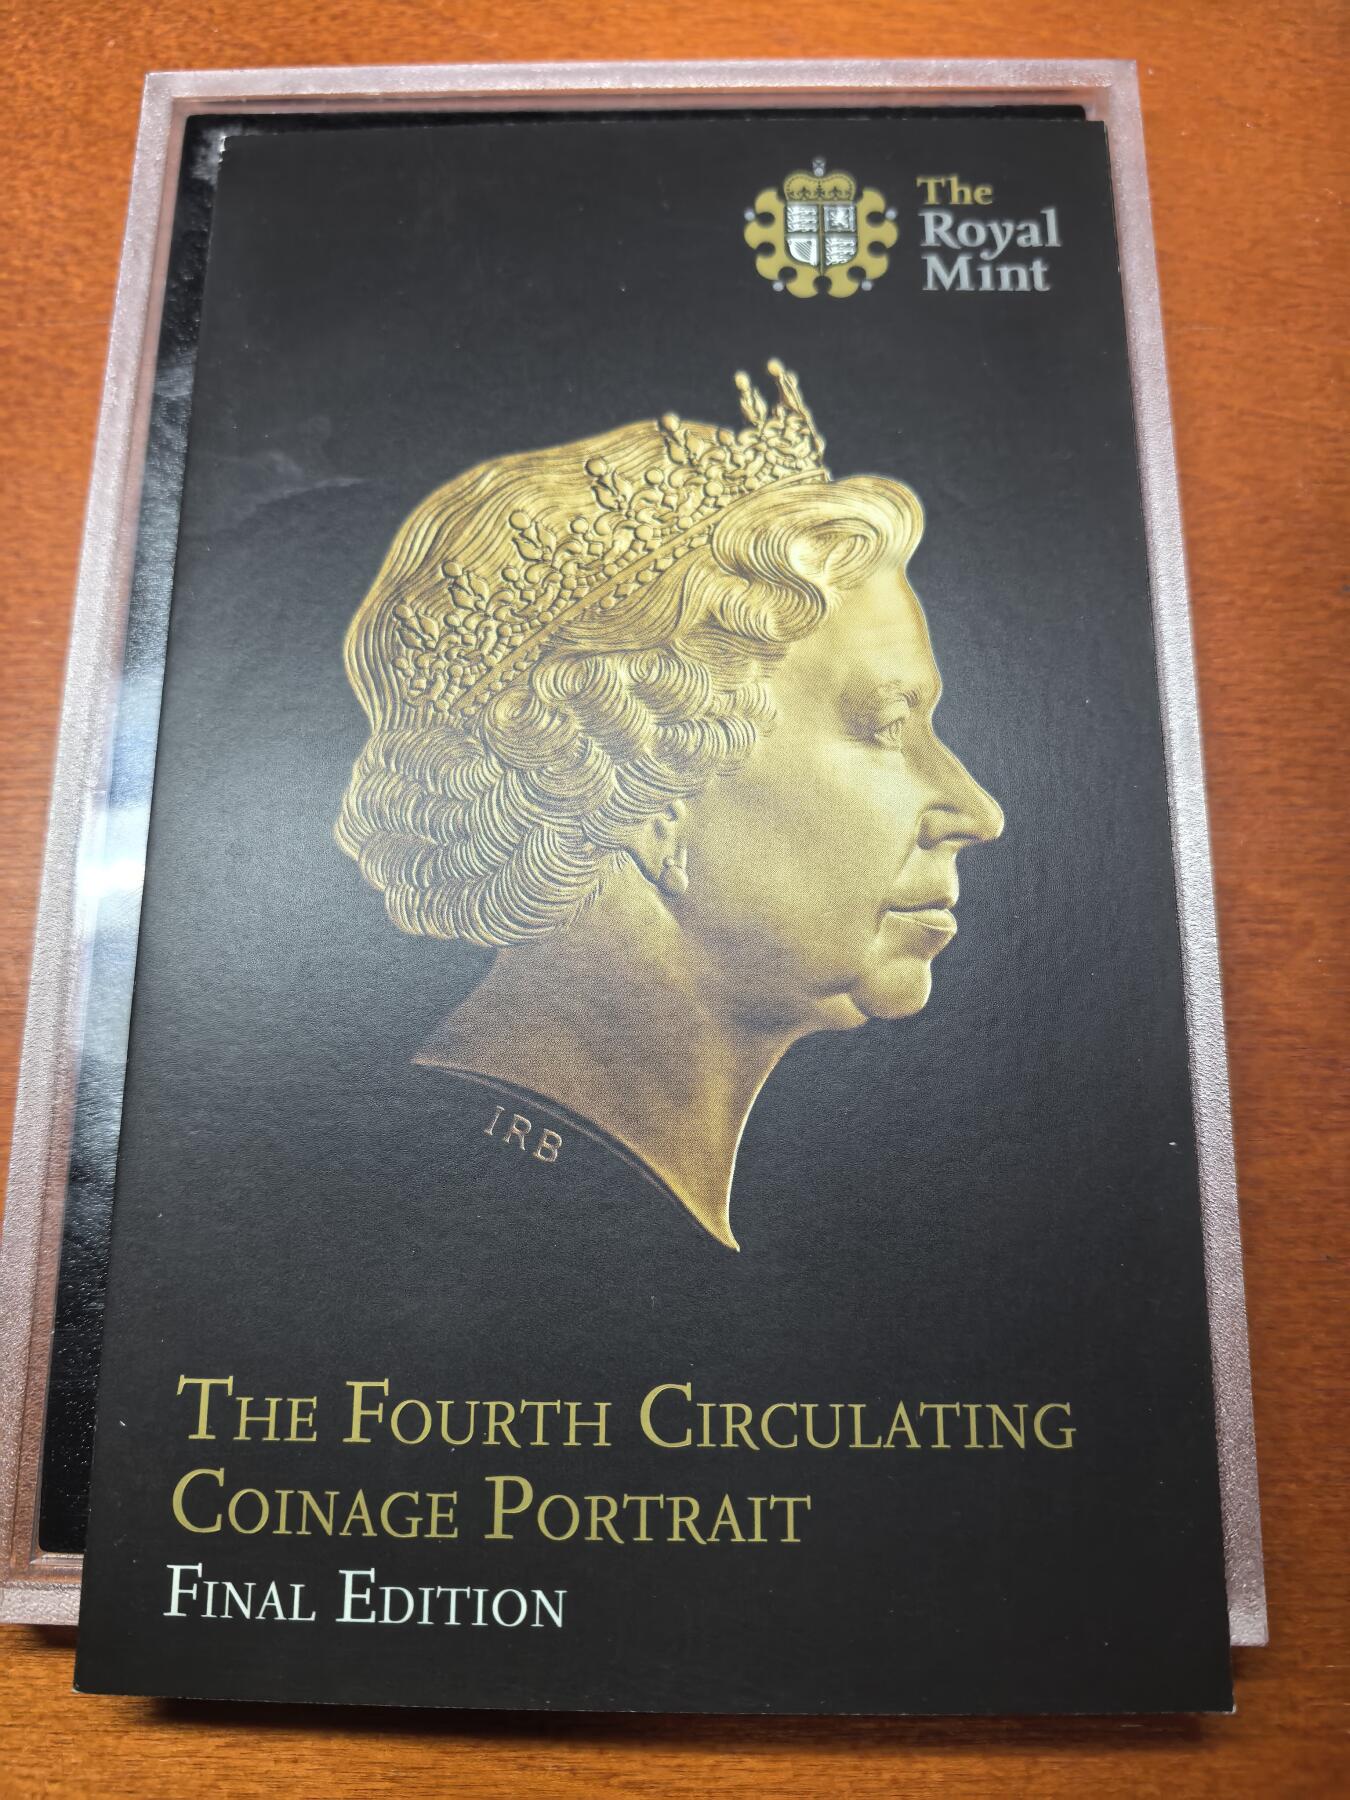 The
Royal
Mint
IRB
THE FOURTH CIRCULATING
COINAGE PORTRAIT
FINAL EDITION